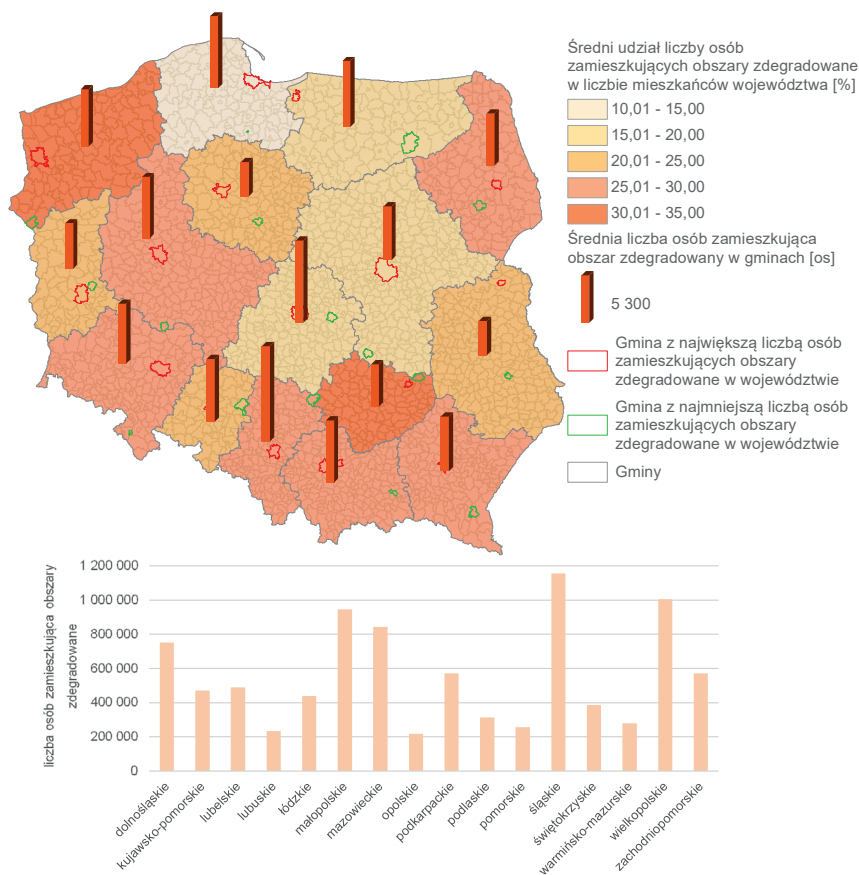 Średni udział liczby osób
zamieszkujących obszary zdegradowane
w liczbie mieszkańców województwa [%]
10,01 - 15,00
15,01 - 20,00
20,01 - 25,00
25,01 - 30,00
30,01 - 35,00
Średnia liczba osób zamieszkująca
obszar zdegradowany w gminach [os]
5 300
Gmina z największą liczbą osób
zamieszkujących obszary
zdegradowane w województwie
Gmina z najmniejszą liczbą osób
zamieszkujących obszary
zdegradowane w województwie
Gminy
liczba osób zamieszkująca obszary
zdegradowane
1 200 000
1 000 000
800 000
600 000
400 000
200 000
0
dolnośląskie
kujawsko-pomorskie
lubelskie
lubuskie
łódzkie
małopolskie
mazowieckie
opolskie
podkarpackie
podlaskie
pomorskie
śląskie
świętokrzyskie
warmińsko-mazurskie
wielkopolskie
zachodniopomorskie